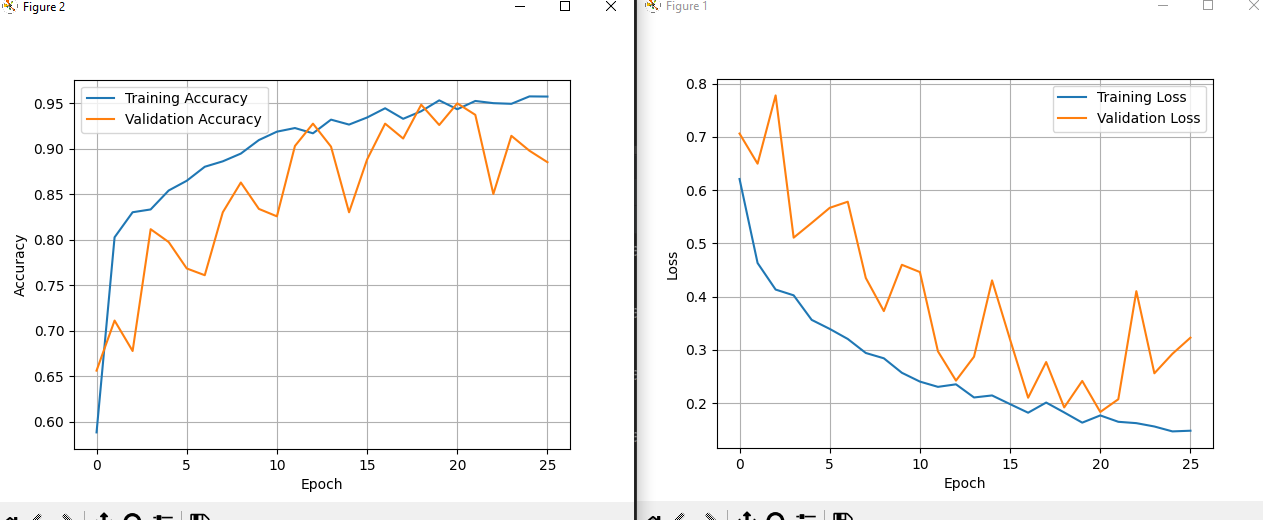 Figure 2
Training Accuracy
Validation Accuracy
0.95
0.90
0.85
0.80
0.75
0.70
0.65
0.60
Accuracy
0 5 10 15 20 25
Epoch
Figure 1
Training Loss
Validation Loss
0.8
0.7
0.6
0.5
0.4
0.3
0.2
Loss
0 5 10 15 20 25
Epoch